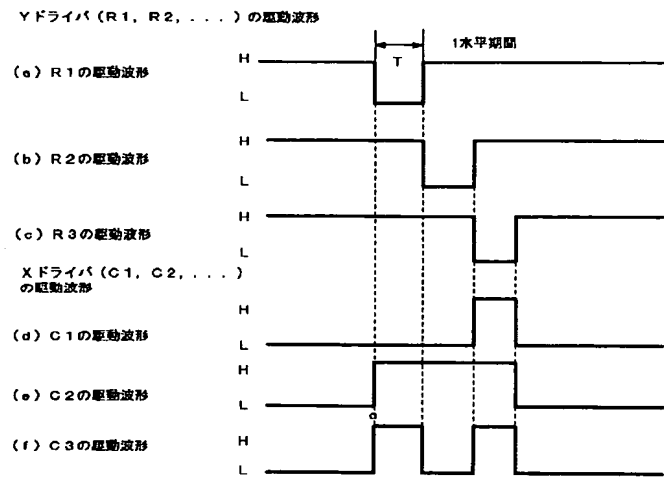 Yドライバ(R1, R2, ...)の駆動波形
1水平期間
T
H
(a) R1の駆動波形
L
H
(b) R2の駆動波形
L
H
(c) R3の駆動波形
L
Xドライバ(C1, C2, ....)
の駆動波形
H
(d) C1の駆動波形
L
H
(e) C2の駆動波形
L
a
(f) C3の駆動波形
H
L